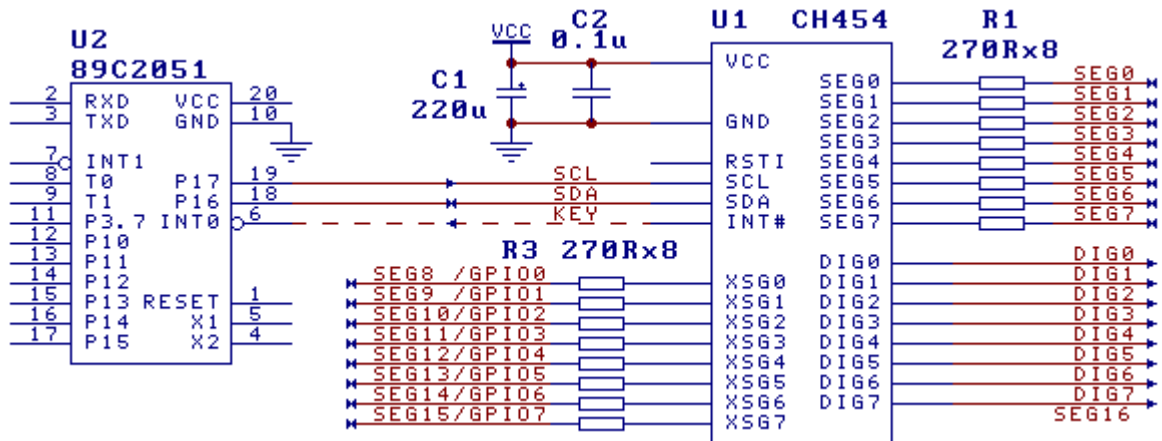 U2
89C2051
2 RXD VCC 20
3 TXD GND 10
7 INT1
8 T0 P17 19
9 T1 P16 18
11 P3.7 INT0 6
12 P10
13 P11
14 P12
15 P13 RESET 1
16 P14 X1 5
17 P15 X2 4
VCC
C2
0.1u
C1
220u
SCL
SDA
KEY
R3 270Rx8
SEG8 /GPIO0
SEG9 /GPIO1
SEG10/GPIO2
SEG11/GPIO3
SEG12/GPIO4
SEG13/GPIO5
SEG14/GPIO6
SEG15/GPIO7
U1 CH454
VCC
GND
RSTI
SCL
SDA
INT#
XSG0
XSG1
XSG2
XSG3
XSG4
XSG5
XSG6
XSG7
SEG0
SEG1
SEG2
SEG3
SEG4
SEG5
SEG6
SEG7
DIG0
DIG1
DIG2
DIG3
DIG4
DIG5
DIG6
DIG7
R1
270Rx8
SEG0
SEG1
SEG2
SEG3
SEG4
SEG5
SEG6
SEG7
DIG0
DIG1
DIG2
DIG3
DIG4
DIG5
DIG6
DIG7
SEG16